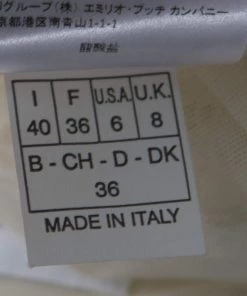 グループ(株) エミリオ・プッチ カンパニー
京都港区南青山1-1-1
I F U.S.A. U.K.
40 36 6 8
B - CH - D - DK
36
MADE IN ITALY